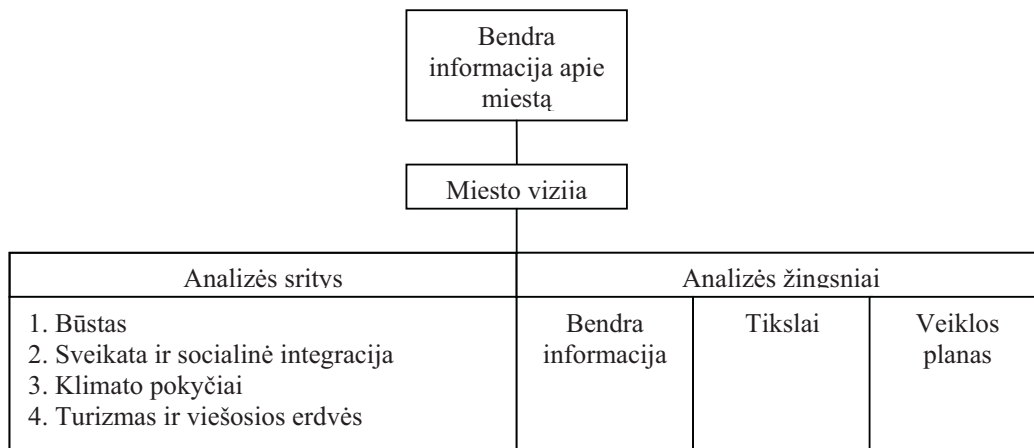 Bendra
informacija apie
miestą
Miesto vizija
Analizės sritys
Analizės žingsniai
1. Būstas
2. Sveikata ir socialinė integracija
3. Klimato pokyčiai
4. Turizmas ir viešosios erdvės
Bendra
informacija
Tikslai
Veiklos
planas